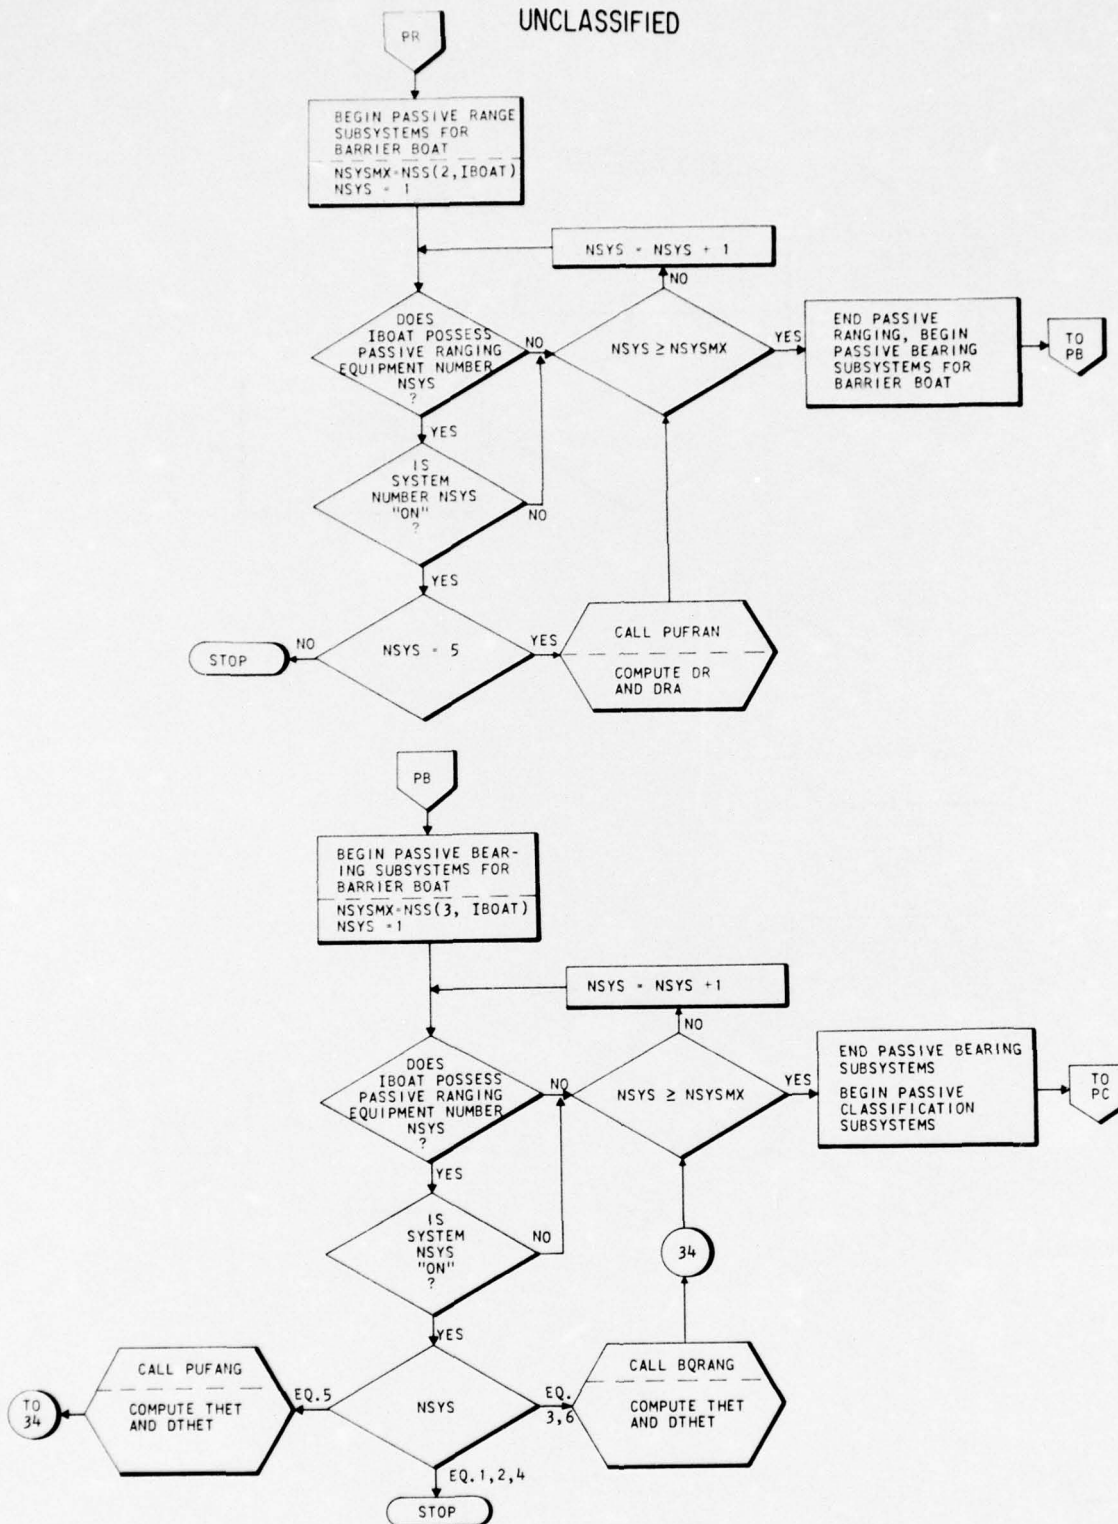 UNCLASSIFIED
PR
BEGIN PASSIVE RANGE
SUBSYSTEMS FOR
BARRIER BOAT
NSYSMX=NSS(2,IBOAT)
NSYS = 1
NSYS = NSYS + 1
NO
DOES
IBOAT POSSESS
PASSIVE RANGING
EQUIPMENT NUMBER
NSYS
?
NO
NSYS ≥ NSYSMX
YES
END PASSIVE
RANGING, BEGIN
PASSIVE BEARING
SUBSYSTEMS FOR
BARRIER BOAT
TO
PB
YES
IS
SYSTEM
NUMBER NSYS
"ON"
?
NO
YES
NSYS = 5
NO
STOP
YES
CALL PUFRAN
COMPUTE DR
AND DRA
PB
BEGIN PASSIVE BEAR-
ING SUBSYSTEMS FOR
BARRIER BOAT
NSYSMX=NSS(3, IBOAT)
NSYS =1
NSYS = NSYS +1
NO
DOES
IBOAT POSSESS
PASSIVE RANGING
EQUIPMENT NUMBER
NSYS
?
NO
NSYS ≥ NSYSMX
YES
END PASSIVE BEARING
SUBSYSTEMS
BEGIN PASSIVE
CLASSIFICATION
SUBSYSTEMS
TO
PC
YES
IS
SYSTEM
NSYS
"ON"
?
NO
34
YES
NSYS
EQ.5
CALL PUFANG
COMPUTE THET
AND DTHET
TO
34
EQ.
3,6
CALL BQRANG
COMPUTE THET
AND DTHET
EQ.1,2,4
STOP